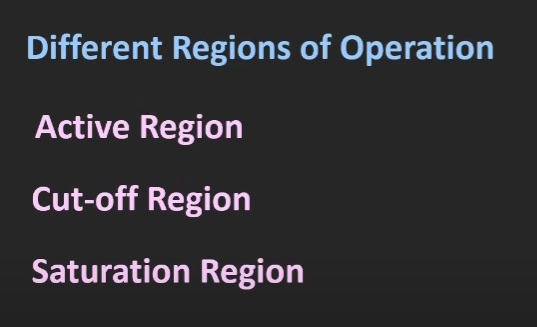 Different Regions of Operation
Active Region
Cut-off Region
Saturation Region